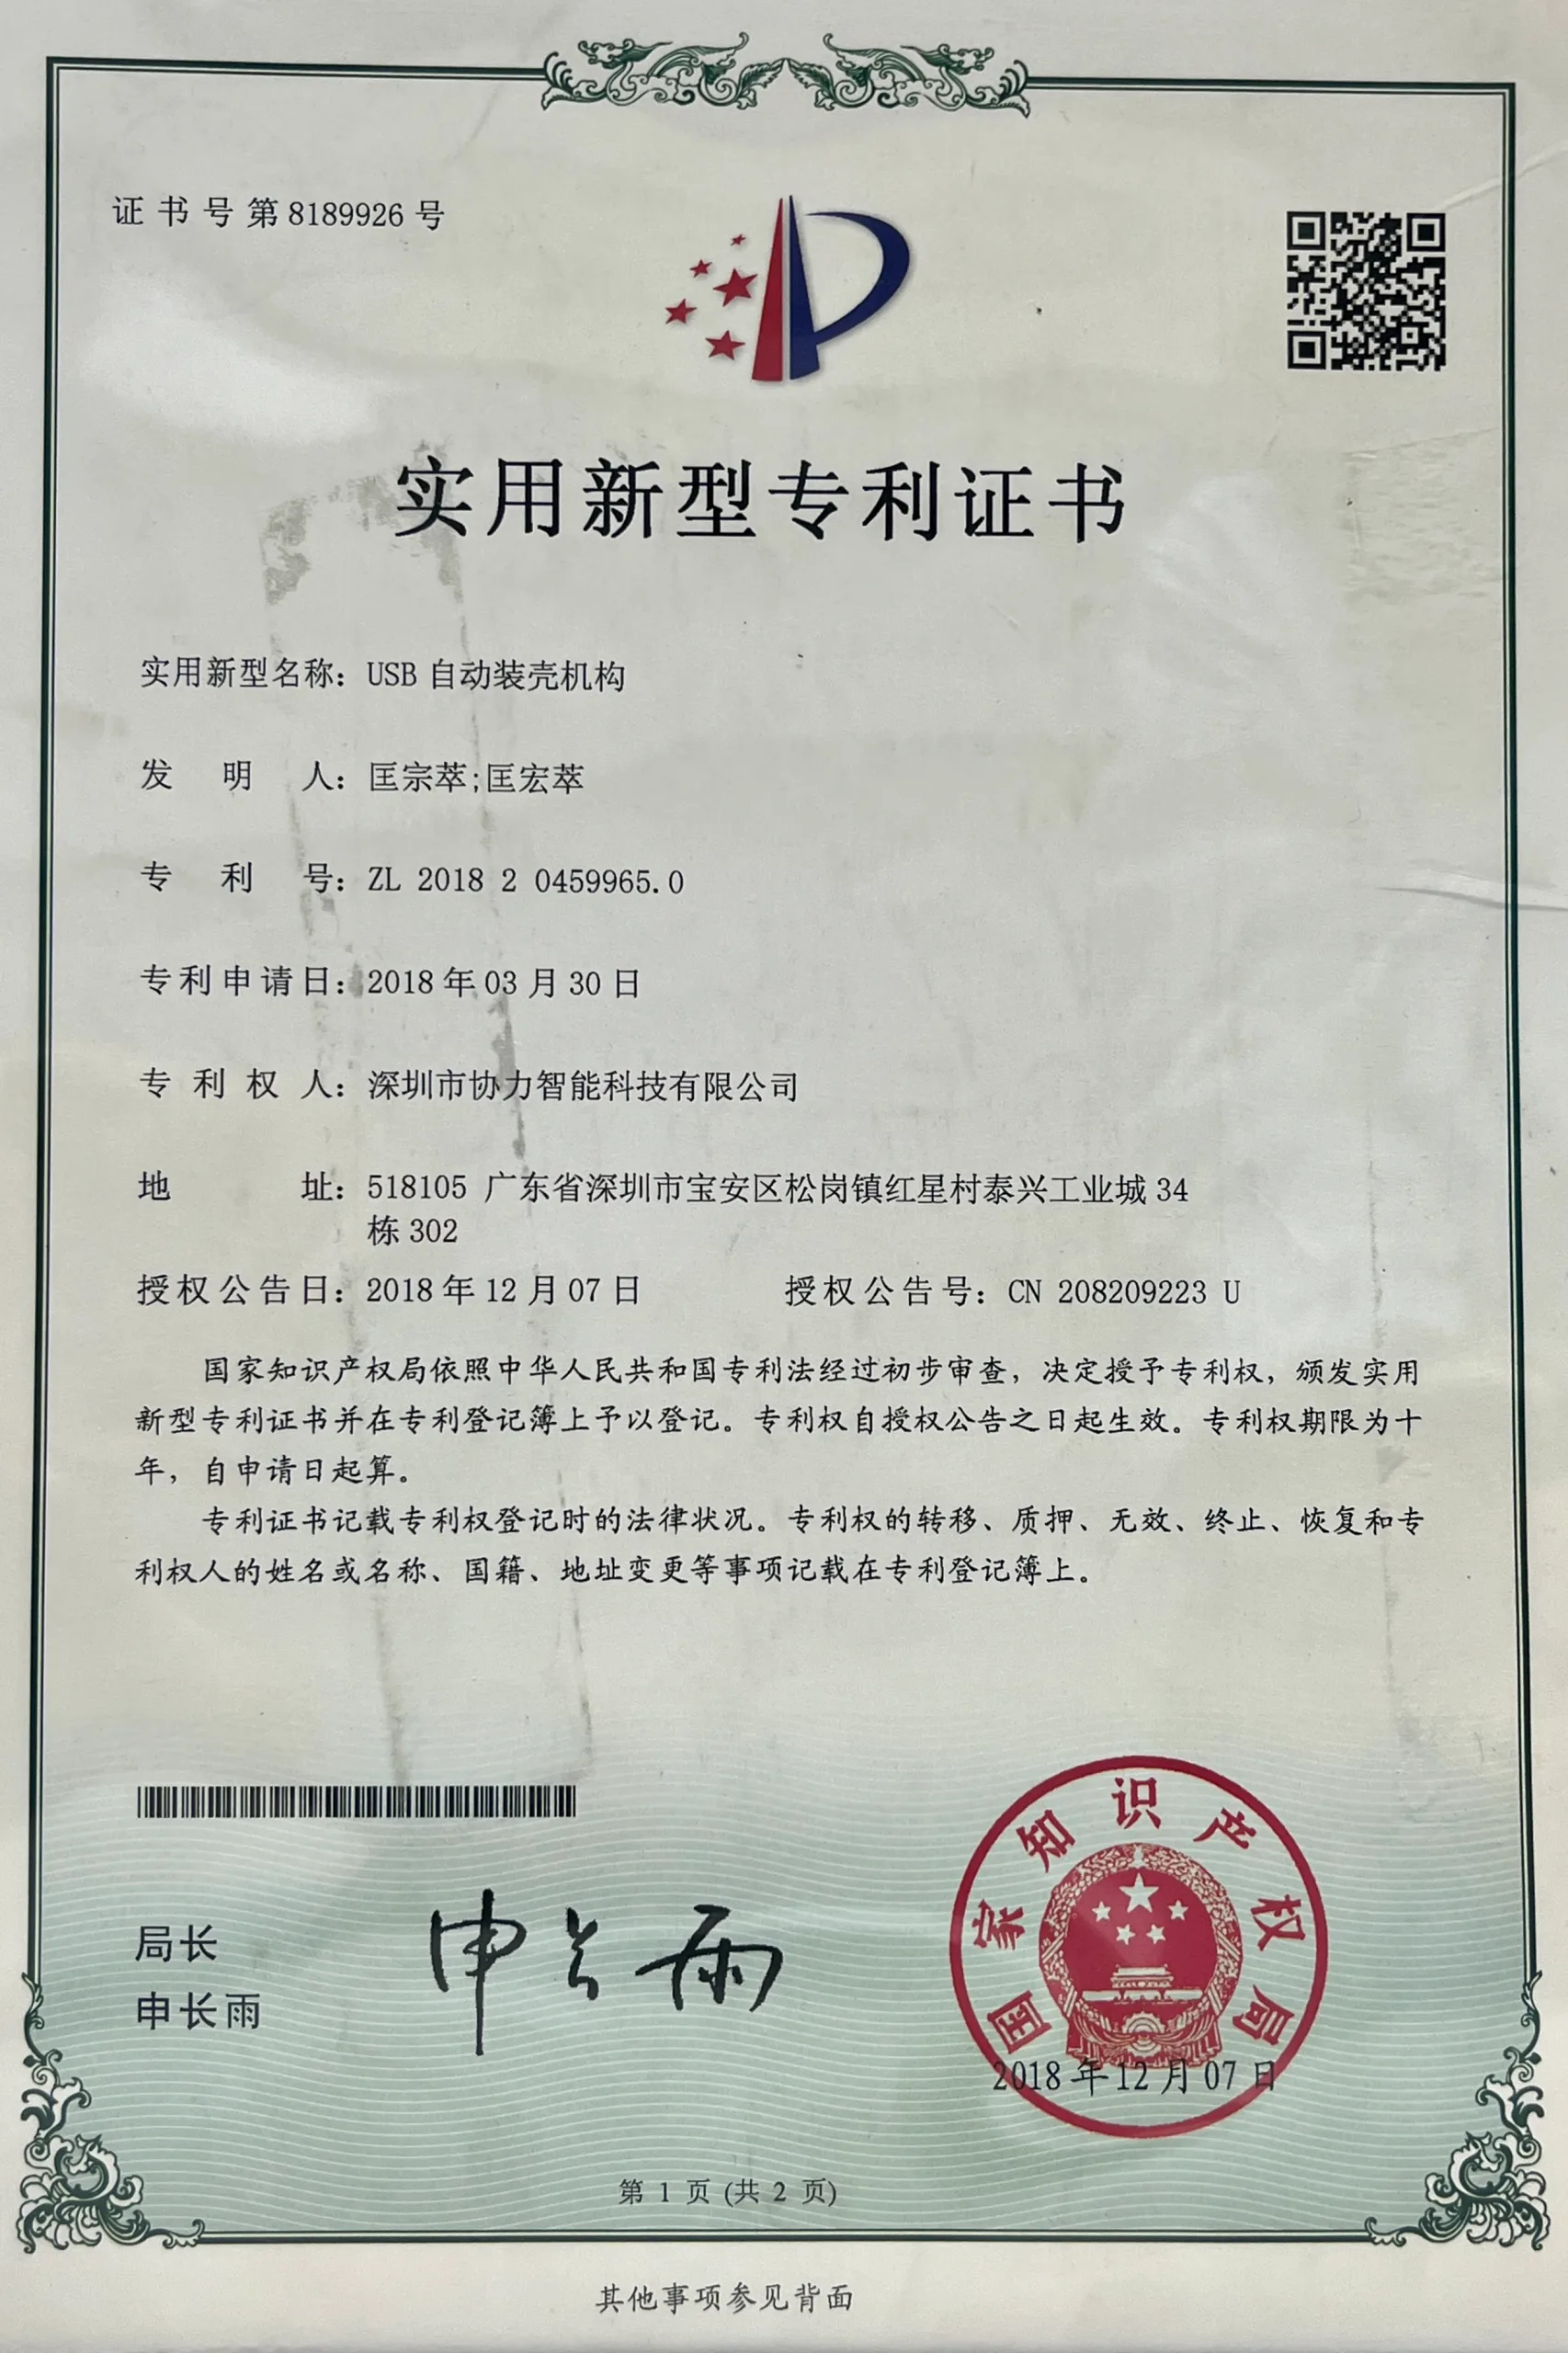 证书号第8189926号
实用新型专利证书
实用新型名称：USB自动装壳机构
发明人：匡宗萃;匡宏萃
专利号：ZL 2018 2 0459965.0
专利申请日：2018年03月30日
专利权人：深圳市协力智能科技有限公司
地址：518105 广东省深圳市宝安区松岗镇红星村泰兴工业城34
栋302
授权公告日：2018年12月07日 授权公告号：CN 208209223 U
国家知识产权局依照中华人民共和国专利法经过初步审查，决定授予专利权，颁发实用
新型专利证书并在专利登记簿上予以登记。专利权自授权公告之日起生效。专利权期限为十
年，自申请日起算。
专利证书记载专利权登记时的法律状况。专利权的转移、质押、无效、终止、恢复和专
利权人的姓名或名称、国籍、地址变更等事项记载在专利登记簿上。
局长
申长雨
申长雨
国家知识产权局
2018年12月07日
第 1 页 (共 2 页)
其他事项参见背面